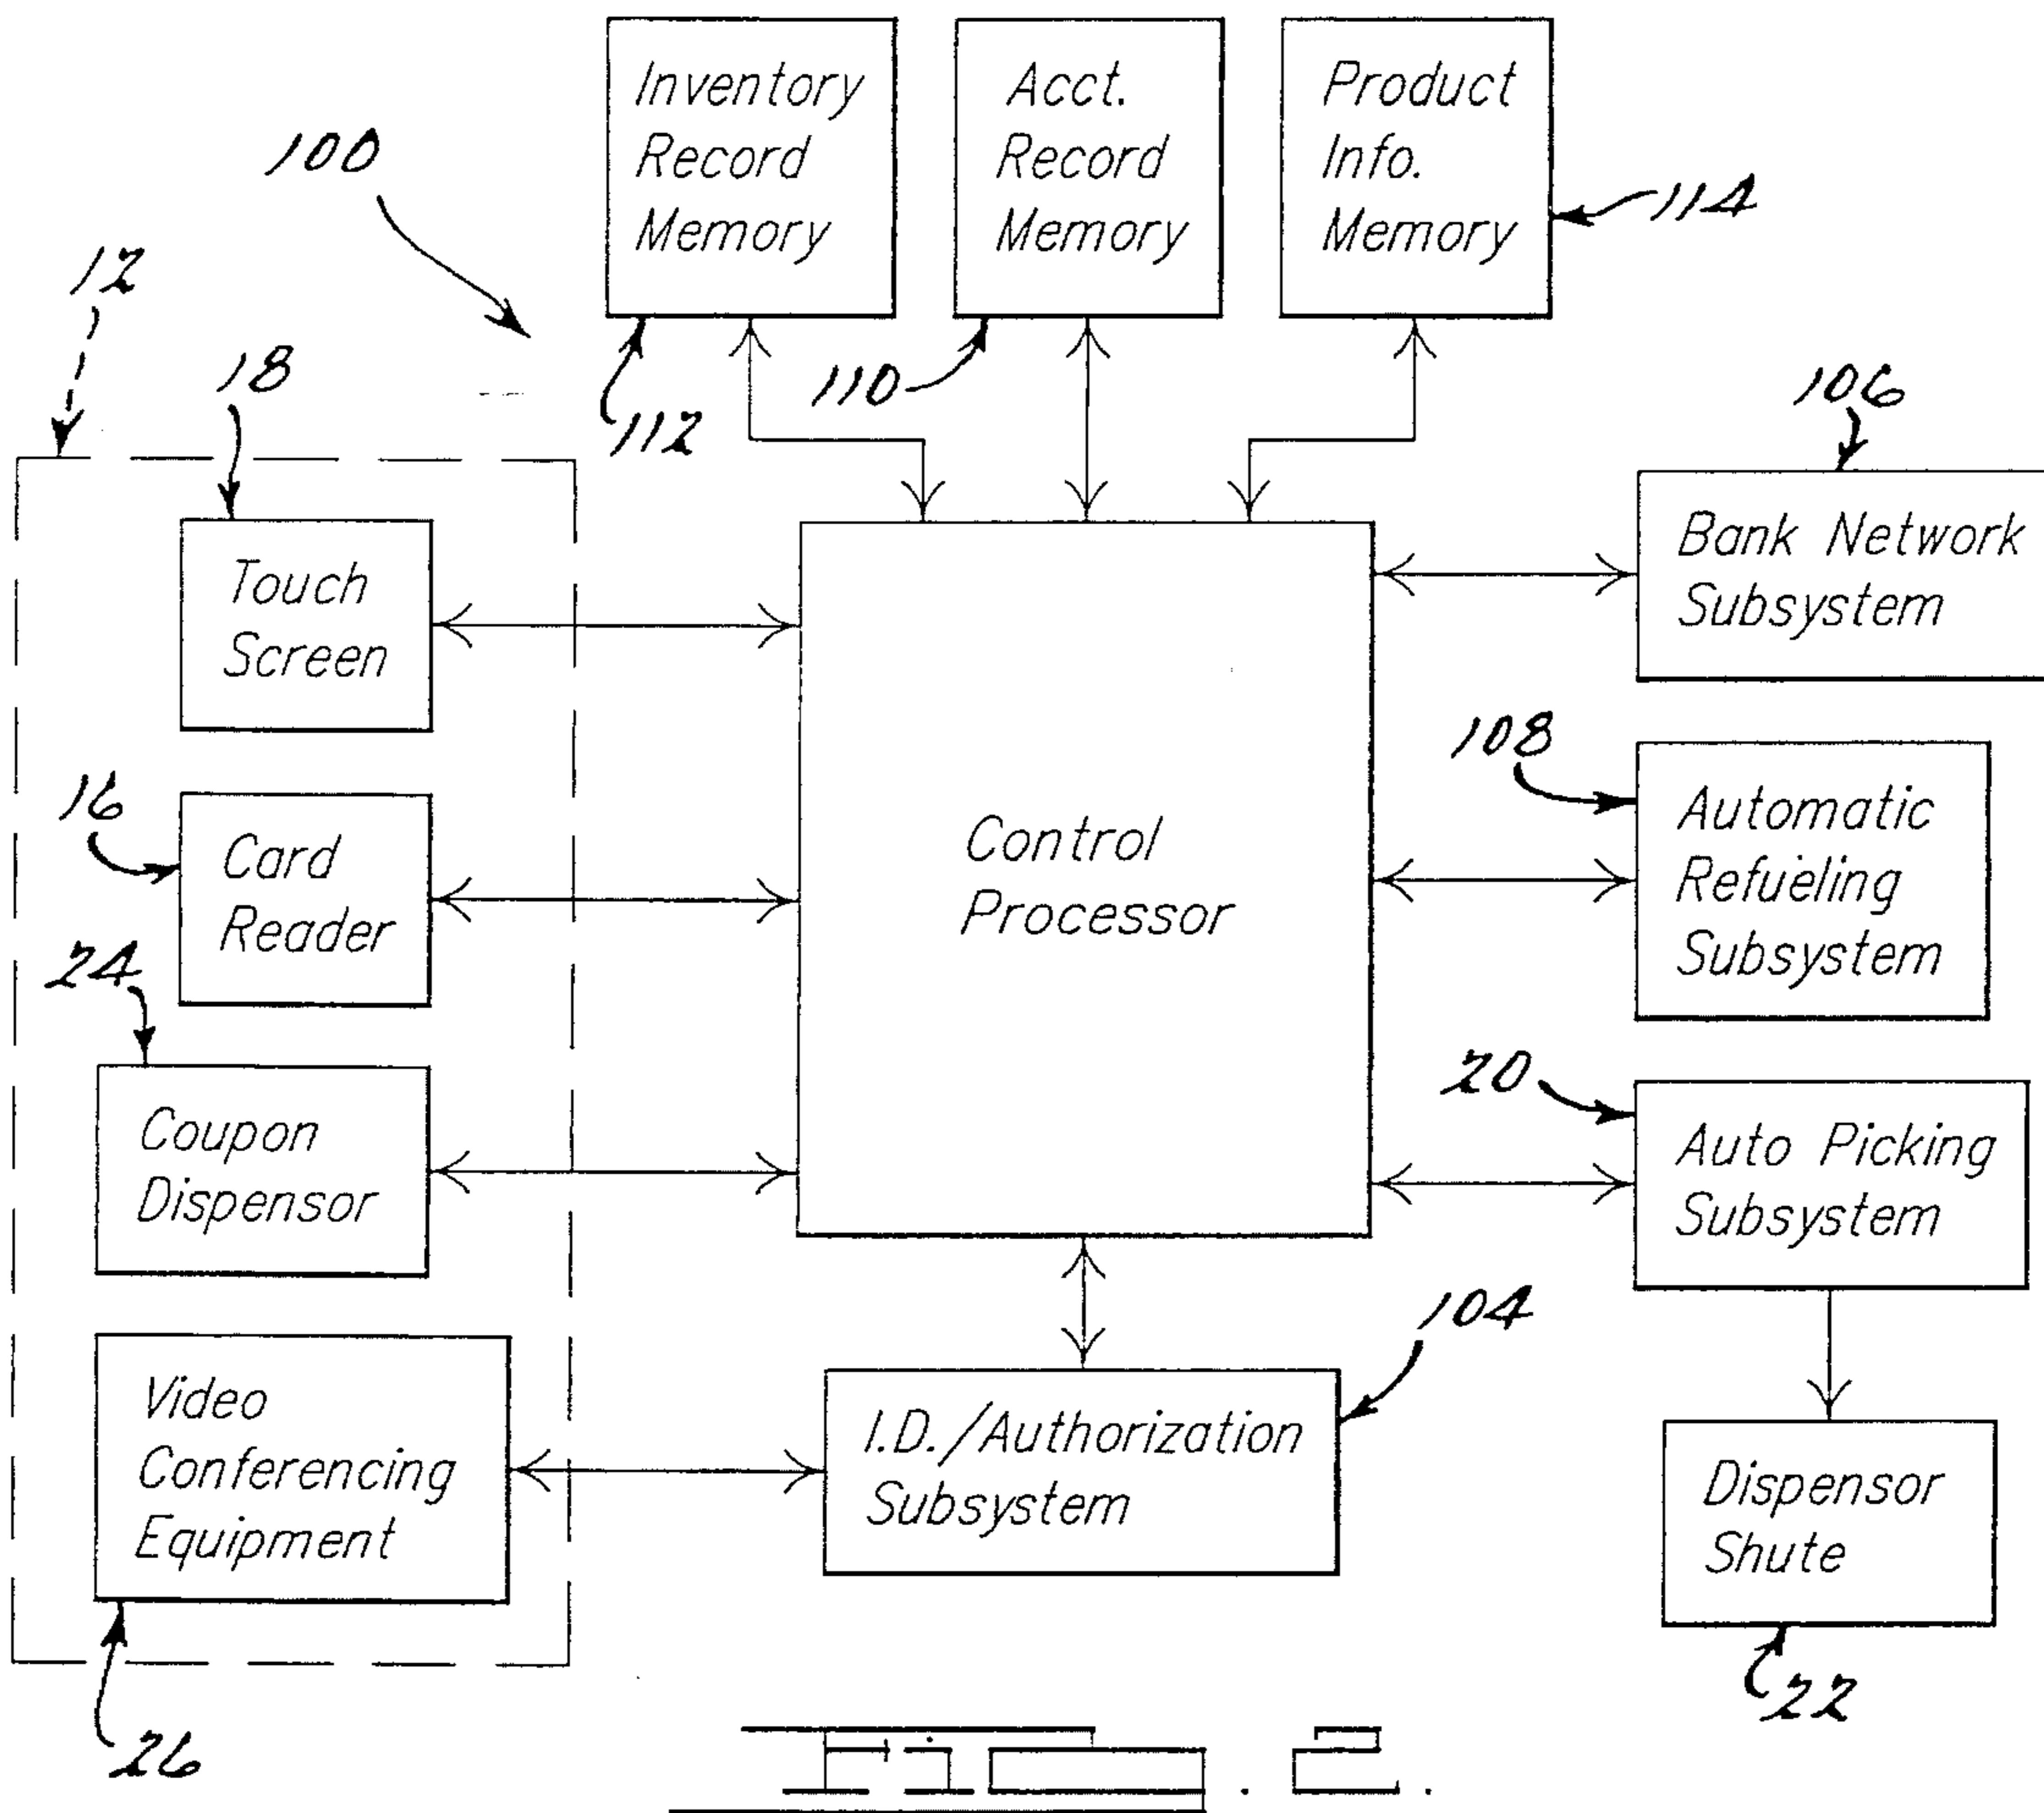 Inventory
Record
Memory
Acct.
Record
Memory
Product
Info.
Memory
100
114
12
18
112
110
106
Touch
Screen
Bank Network
Subsystem
16
Card
Reader
Control
Processor
108
Automatic
Refueling
Subsystem
24
Coupon
Dispensor
20
Auto Picking
Subsystem
Video
Conferencing
Equipment
I.D./Authorization
Subsystem
104
Dispensor
Shute
26
22